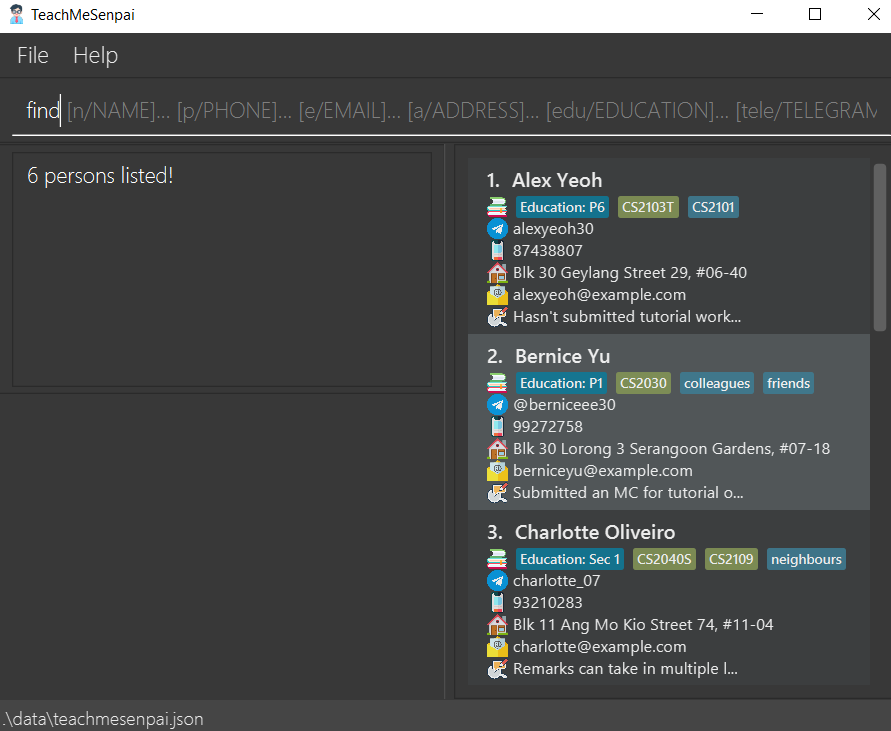 TeachMeSenpai
File Help
find [n/NAME]... [p/PHONE]... [e/EMAIL]... [a/ADDRESS]... [edu/EDUCATION]... [tele/TELEGRAM
6 persons listed!
1. Alex Yeoh
Education: P6 CS2103T CS2101
alexyeoh30
87438807
Blk 30 Geylang Street 29, #06-40
alexyeoh@example.com
Hasn't submitted tutorial work...
2. Bernice Yu
Education: P1 CS2030 colleagues friends
@berniceee30
99272758
Blk 30 Lorong 3 Serangoon Gardens, #07-18
berniceyu@example.com
Submitted an MC for tutorial o...
3. Charlotte Oliveiro
Education: Sec 1 CS2040S CS2109 neighbours
charlotte_07
93210283
Blk 11 Ang Mo Kio Street 74, #11-04
charlotte@example.com
Remarks can take in multiple l...
.\data\teachmesenpai.json